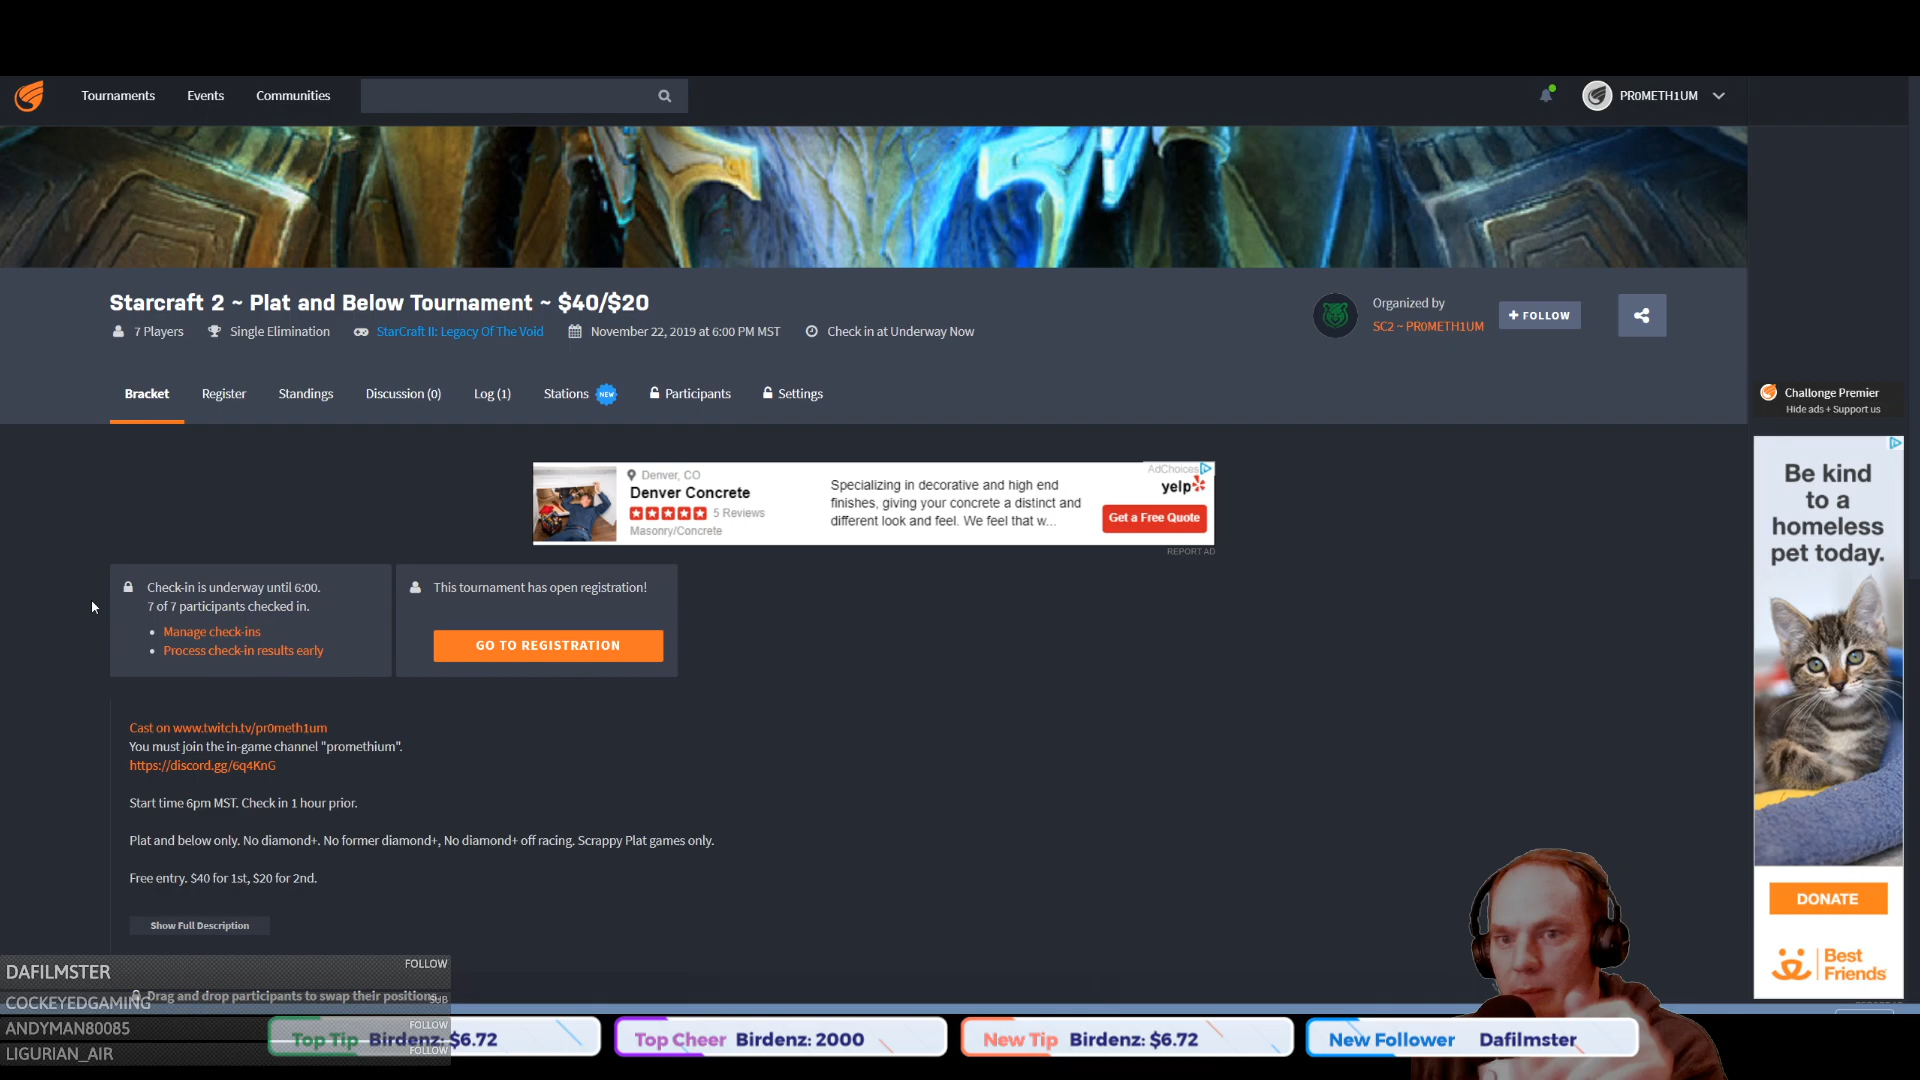 Tournaments Events Communities
PR0METH1UM
Starcraft 2 ~ Plat and Below Tournament ~ $40/$20
7 Players Single Elimination StarCraft II: Legacy Of The Void November 22, 2019 at 6:00 PM MST Check in at Underway Now
Organized by
SC2 ~ PR0METH1UM
+ FOLLOW
Bracket Register Standings Discussion (0) Log (1) Stations NEW Participants Settings
Challonge Premier
Hide ads + Support us
Denver, CO
Denver Concrete
5 Reviews
Masonry/Concrete
Specializing in decorative and high end
finishes, giving your concrete a distinct and
different look and feel. We feel that w...
AdChoices
yelp
Get a Free Quote
REPORT AD
Be kind
to a
homeless
pet today.
DONATE
Best
Friends
Check-in is underway until 6:00.
7 of 7 participants checked in.
Manage check-ins
Process check-in results early
This tournament has open registration!
GO TO REGISTRATION
Cast on www.twitch.tv/pr0meth1um
You must join the in-game channel "promethium".
https://discord.gg/6q4KnG
Start time 6pm MST. Check in 1 hour prior.
Plat and below only. No diamond+. No former diamond+, No diamond+ off racing. Scrappy Plat games only.
Free entry. $40 for 1st, $20 for 2nd.
Show Full Description
DAFILMSTER FOLLOW
Drag and drop participants to swap their positions
COCKEYEDGAMING SUB
ANDYMAN80085 FOLLOW
LIGURIAN_AIR FOLLOW
Top Tip Birdenz: $6.72
Top Cheer Birdenz: 2000
New Tip Birdenz: $6.72
New Follower Dafilmster